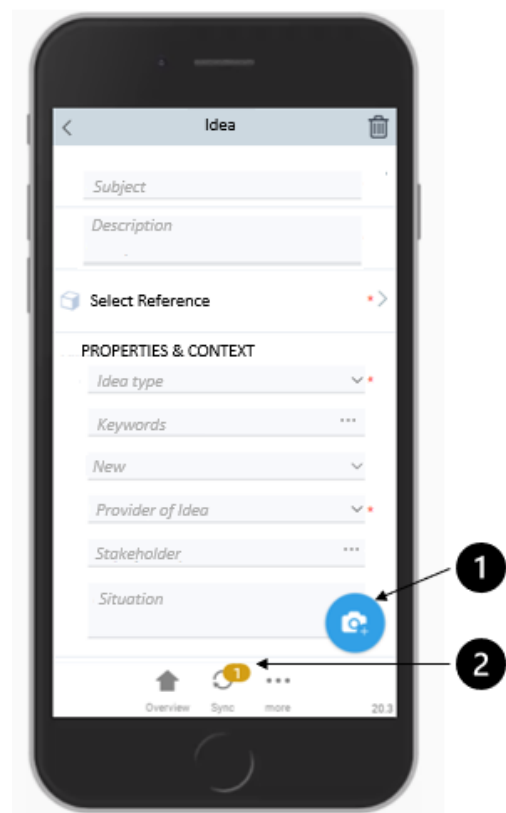 Idea
Subject
Description
Select Reference *
PROPERTIES & CONTEXT
Idea type *
Keywords ...
New
Provider of Idea *
Stakeholder ...
Situation
1
2
1
Overview Sync more 20.3